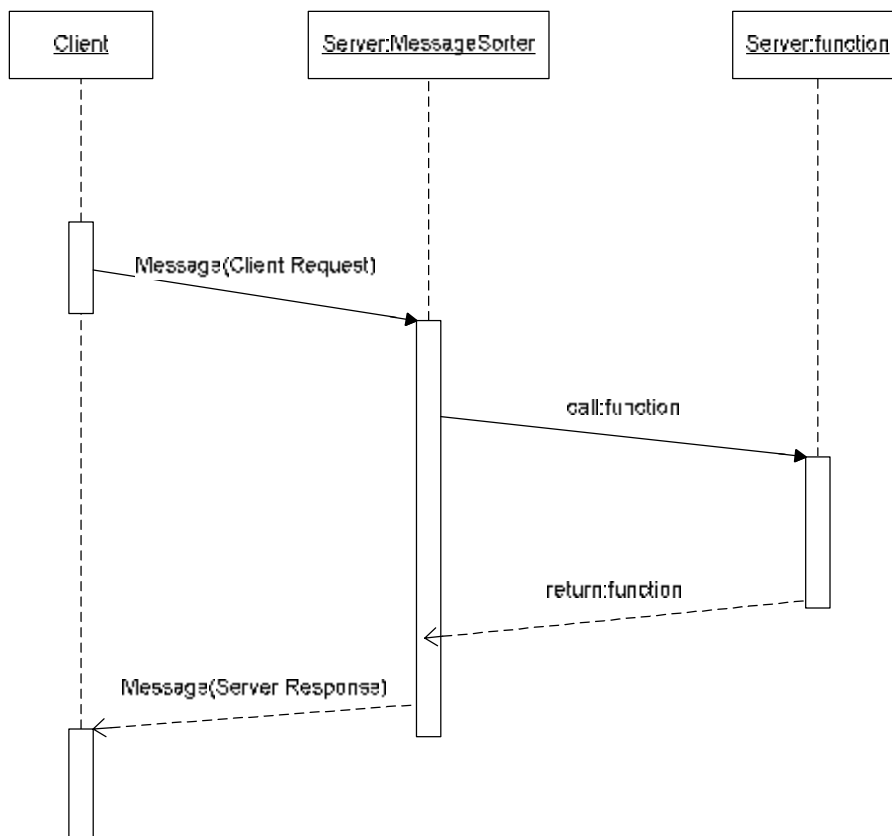 Client
Server:MessageSorter
Server:function
Message(Client Request)
call:function
return:function
Message(Server Response)